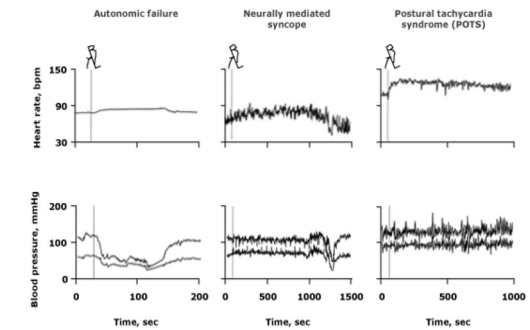 Autonomic failure
Neurally mediated
syncope
Postural tachycardia
syndrome (POTS)
Heart rate, bpm
150
90
30
Blood pressure, mmHg
200
100
0
0 100 200
0 500 1000 1500
0 500 1000
Time, sec
Time, sec
Time, sec